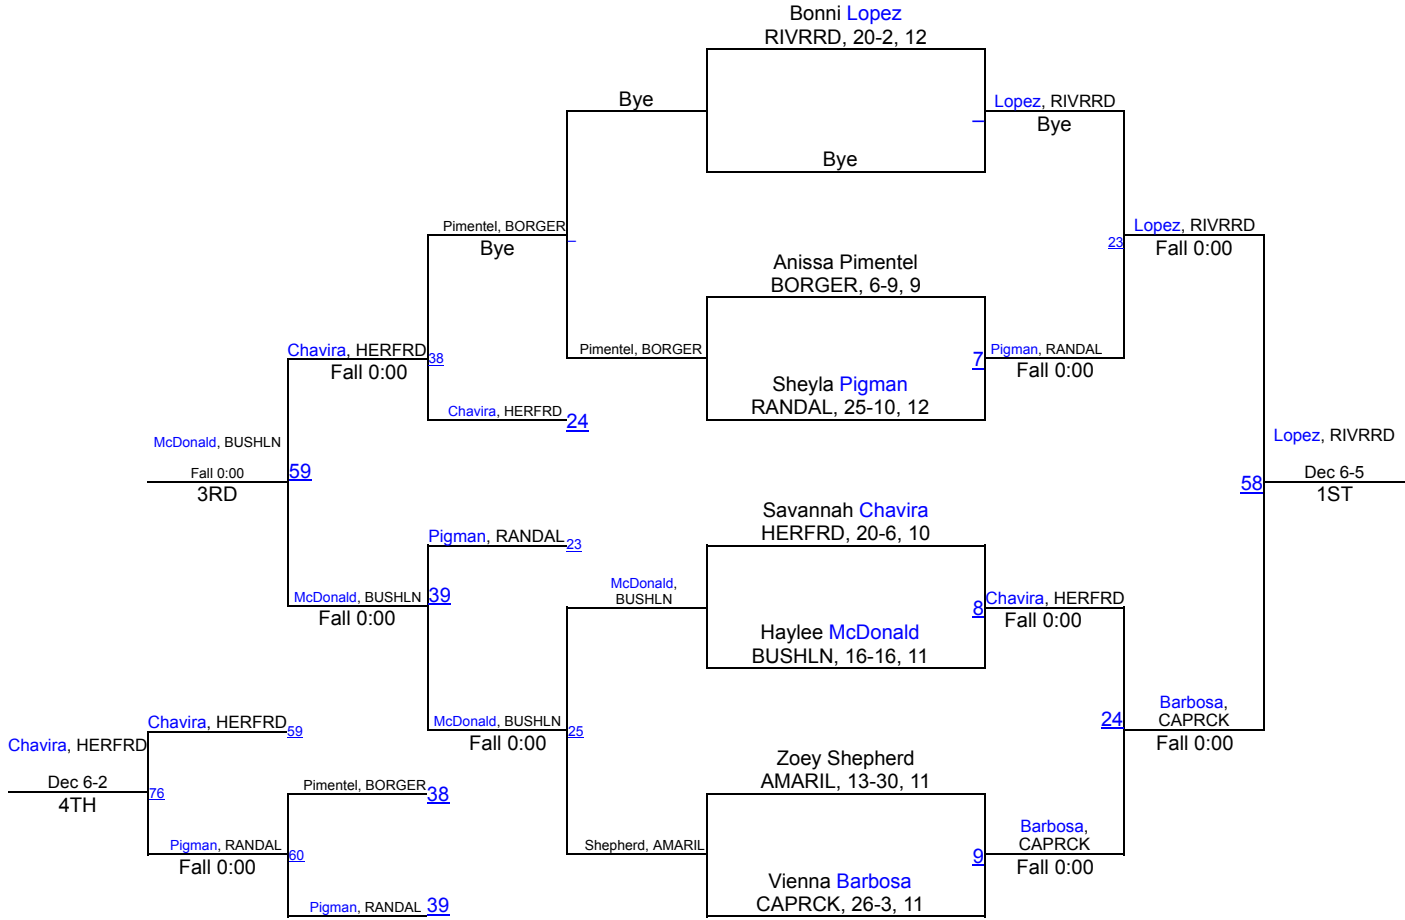 Bonni Lopez
RIVRRD, 20-2, 12
Bye
Lopez, RIVRRD
_
Bye
Bye
Pimentel, BORGER
_
Bye
Lopez, RIVRRD
23
Fall 0:00
Anissa Pimentel
BORGER, 6-9, 9
Chavira, HERFRD
38
Fall 0:00
Pimentel, BORGER
7
Pigman, RANDAL
Fall 0:00
Sheyla Pigman
RANDAL, 25-10, 12
Chavira, HERFRD
24
McDonald, BUSHLN
Fall 0:00
59
3RD
Lopez, RIVRRD
Dec 6-5
58
1ST
Savannah Chavira
HERFRD, 20-6, 10
Pigman, RANDAL
23
McDonald, BUSHLN
39
Fall 0:00
McDonald,
BUSHLN
8
Chavira, HERFRD
Fall 0:00
Haylee McDonald
BUSHLN, 16-16, 11
Chavira, HERFRD
59
McDonald, BUSHLN
25
Fall 0:00
24
Barbosa,
CAPRCK
Fall 0:00
Chavira, HERFRD
Dec 6-2
76
4TH
Zoey Shepherd
AMARIL, 13-30, 11
Pimentel, BORGER
38
Pigman, RANDAL
60
Fall 0:00
Shepherd, AMARIL
9
Barbosa,
CAPRCK
Fall 0:00
Vienna Barbosa
CAPRCK, 26-3, 11
Pigman, RANDAL
39